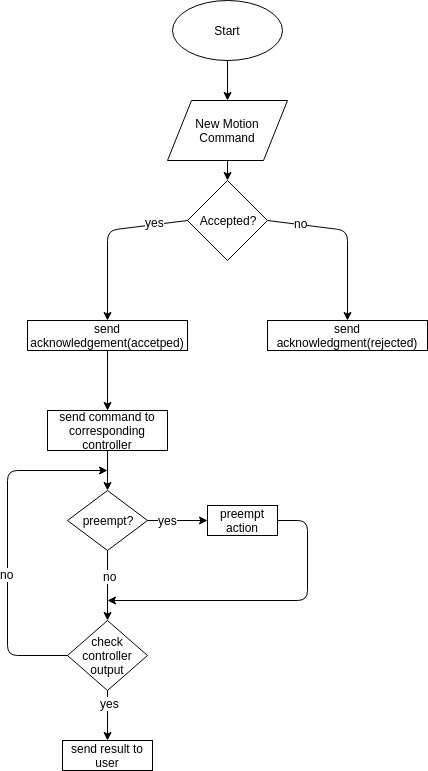 Start
New Motion
Command
Accepted?
yes
no
send
acknowledgement(accetped)
send
acknowledgment(rejected)
send command to
corresponding
controller
preempt?
yes
preempt
action
no
no
check
controller
output
yes
send result to
user